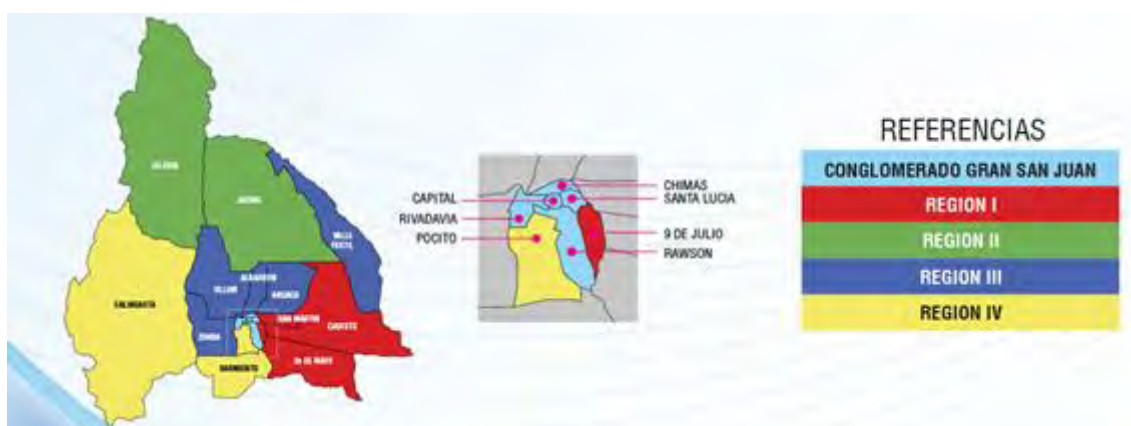 IGLESIA
JACHAL
VALLE
FERTIL
CALINGASTA
ULLUM
ALBARDON
ANGACO
SAN MARTIN
CAUCETE
ZONDA
25 DE MAYO
SARMIENTO
CAPITAL
RIVADAVIA
POCITO
CHIMAS
SANTA LUCIA
9 DE JULIO
RAWSON
REFERENCIAS
CONGLOMERADO GRAN SAN JUAN
REGION I
REGION II
REGION III
REGION IV